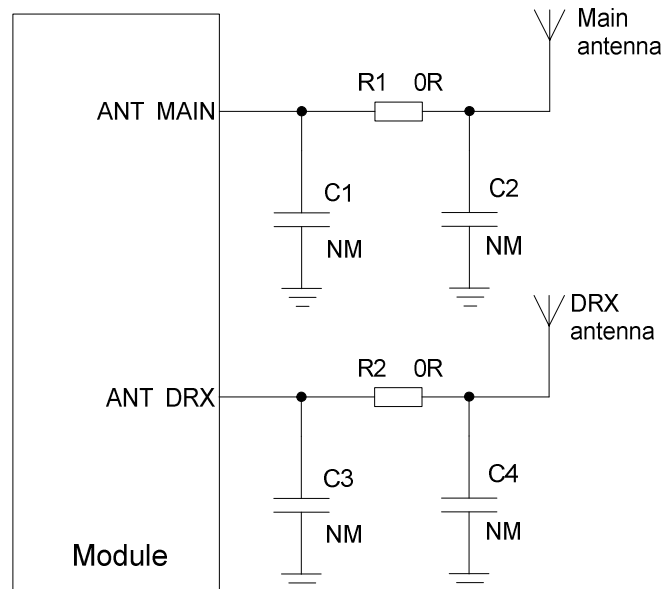 Main
antenna
R1 0R
ANT MAIN
C1
C2
NM
NM
DRX
antenna
R2 0R
ANT DRX
C3
C4
NM
NM
Module